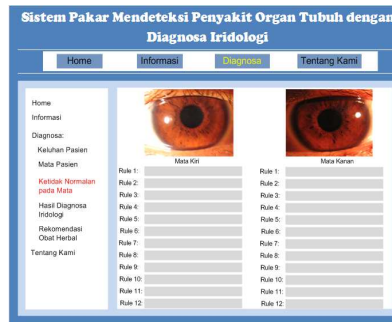 Sistem Pakar Mendeteksi Penyakit Organ Tubuh dengan
Diagnosa Iridologi
Home Informasi Diagnosa Tentang Kami
Home
Informasi
Diagnosa:
Keluhan Pasien
Mata Pasien
Katidak Normalan
pada Mata
Hasil Diagnosa
Iridologi
Rekomendasi
Obat Herbal
Tentang Kami
Mata Kiri
Rule 1:
Rule 2:
Rule 3:
Rule 4:
Rule 5:
Rule 6:
Rule 7:
Rule 8:
Rule 9:
Rule 10:
Rule 11:
Rule 12:
Mata Kanan
Rule 1:
Rule 2:
Rule 3:
Rule 4:
Rule 5:
Rule 6:
Rule 7:
Rule 8:
Rule 9:
Rule 10:
Rule 11:
Rule 12: